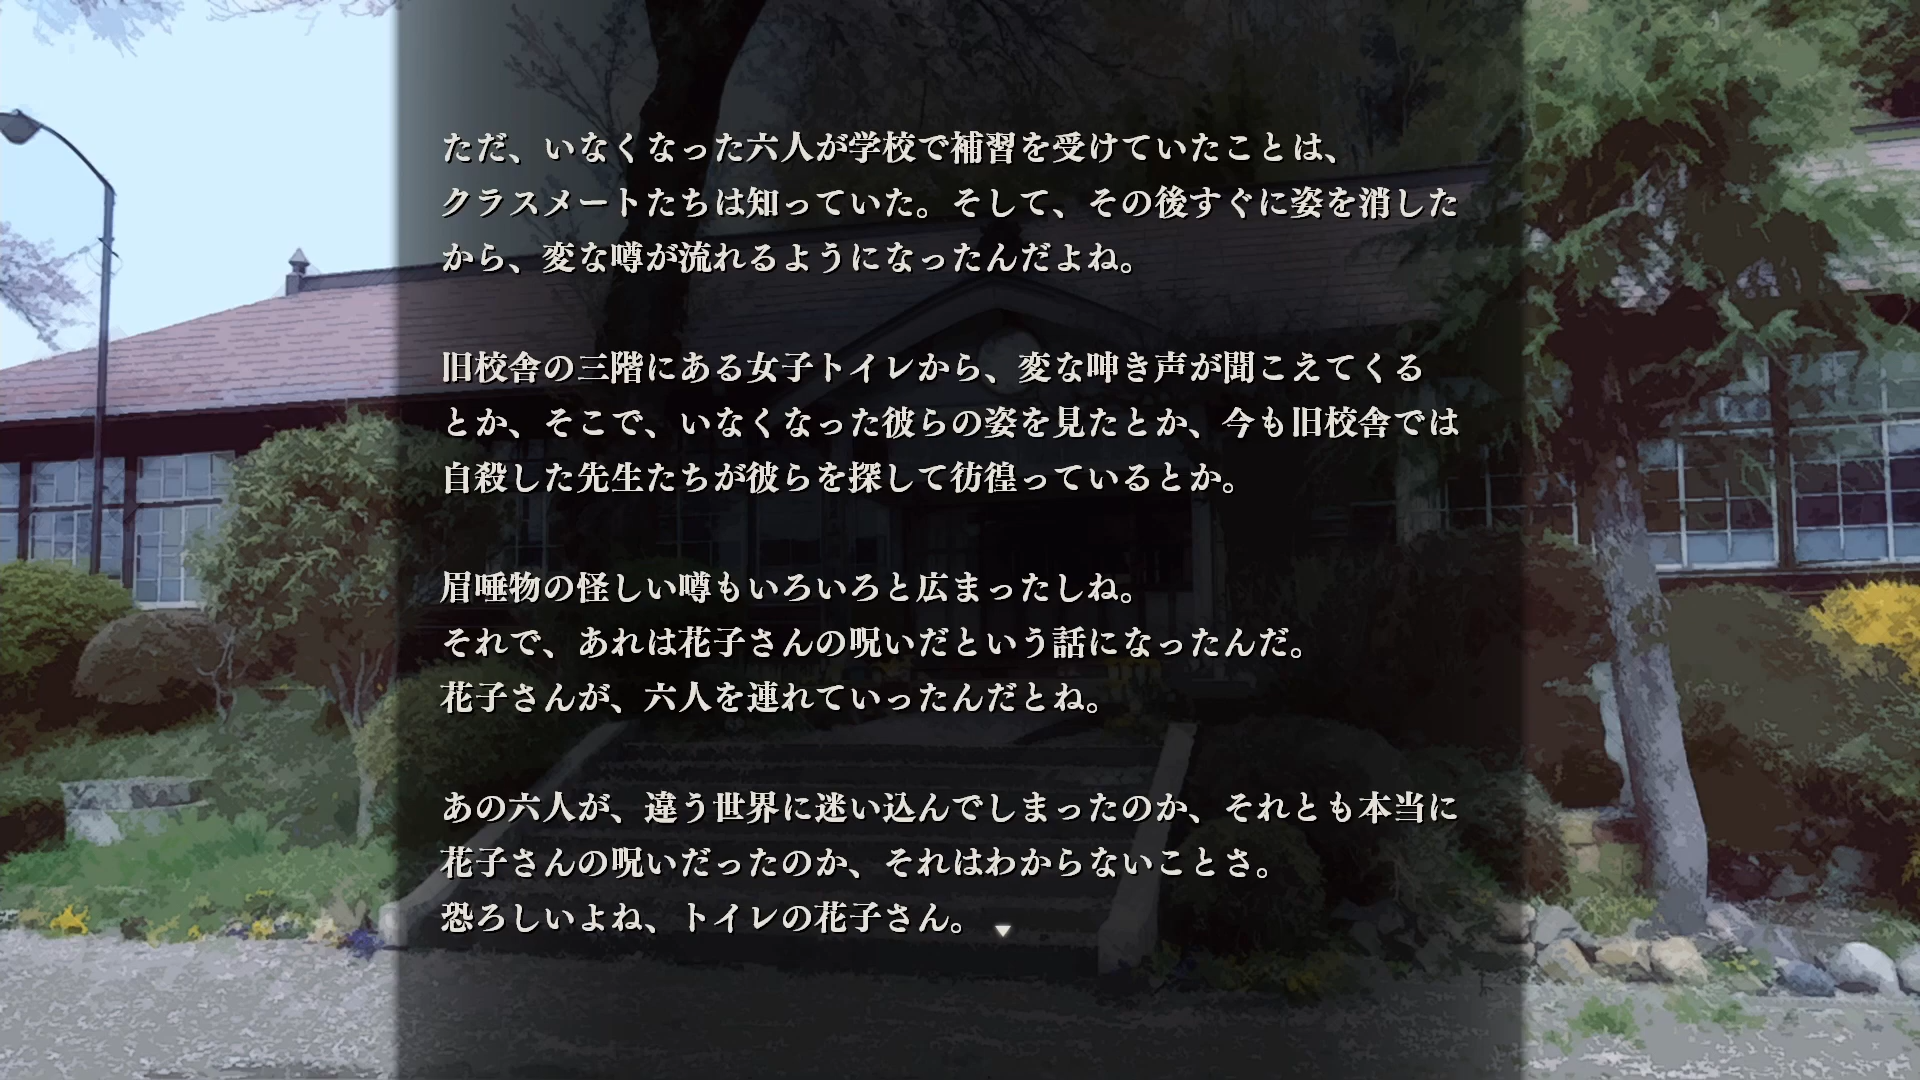 ただ、いなくなった六人が学校で補習を受けていたことは、
クラスメートたちは知っていた。そして、その後すぐに姿を消した
から、変な噂が流れるようになったんだよね。
旧校舎の三階にある女子トイレから、変な呻き声が聞こえてくる
とか、そこで、いなくなった彼らの姿を見たとか、今も旧校舎では
自殺した先生たちが彼らを探して彷徨っているとか。
眉唾物の怪しい噂もいろいろと広まったしね。
それで、あれは花子さんの呪いだという話になったんだ。
花子さんが、六人を連れていったんだとね。
あの六人が、違う世界に迷い込んでしまったのか、それとも本当に
花子さんの呪いだったのか、それはわからないことさ。
恐ろしいよね、トイレの花子さん。